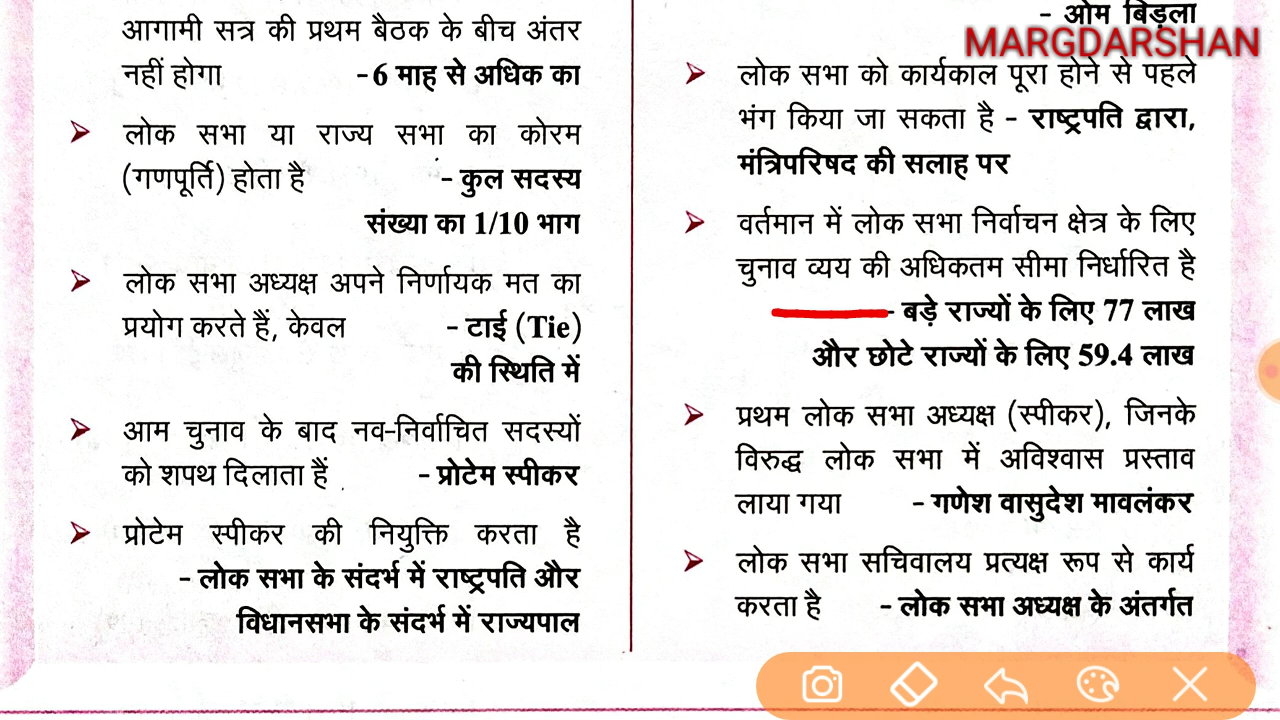 आगामी सत्र की प्रथम बैठक के बीच अंतर
नहीं होगा - 6 माह से अधिक का
➢ लोक सभा या राज्य सभा का कोरम
(गणपूर्ति) होता है - कुल सदस्य
संख्या का 1/10 भाग
➢ लोक सभा अध्यक्ष अपने निर्णायक मत का
प्रयोग करते हैं, केवल - टाई (Tie)
की स्थिति में
➢ आम चुनाव के बाद नव-निर्वाचित सदस्यों
को शपथ दिलाता हैं - प्रोटेम स्पीकर
➢ प्रोटेम स्पीकर की नियुक्ति करता है
- लोक सभा के संदर्भ में राष्ट्रपति और
विधानसभा के संदर्भ में राज्यपाल
- ओम बिड़ला
MARGDARSHAN
➢ लोक सभा को कार्यकाल पूरा होने से पहले
भंग किया जा सकता है - राष्ट्रपति द्वारा,
मंत्रिपरिषद की सलाह पर
➢ वर्तमान में लोक सभा निर्वाचन क्षेत्र के लिए
चुनाव व्यय की अधिकतम सीमा निर्धारित है
- बड़े राज्यों के लिए 77 लाख
और छोटे राज्यों के लिए 59.4 लाख
➢ प्रथम लोक सभा अध्यक्ष (स्पीकर), जिनके
विरुद्ध लोक सभा में अविश्वास प्रस्ताव
लाया गया - गणेश वासुदेश मावलंकर
➢ लोक सभा सचिवालय प्रत्यक्ष रूप से कार्य
करता है - लोक सभा अध्यक्ष के अंतर्गत